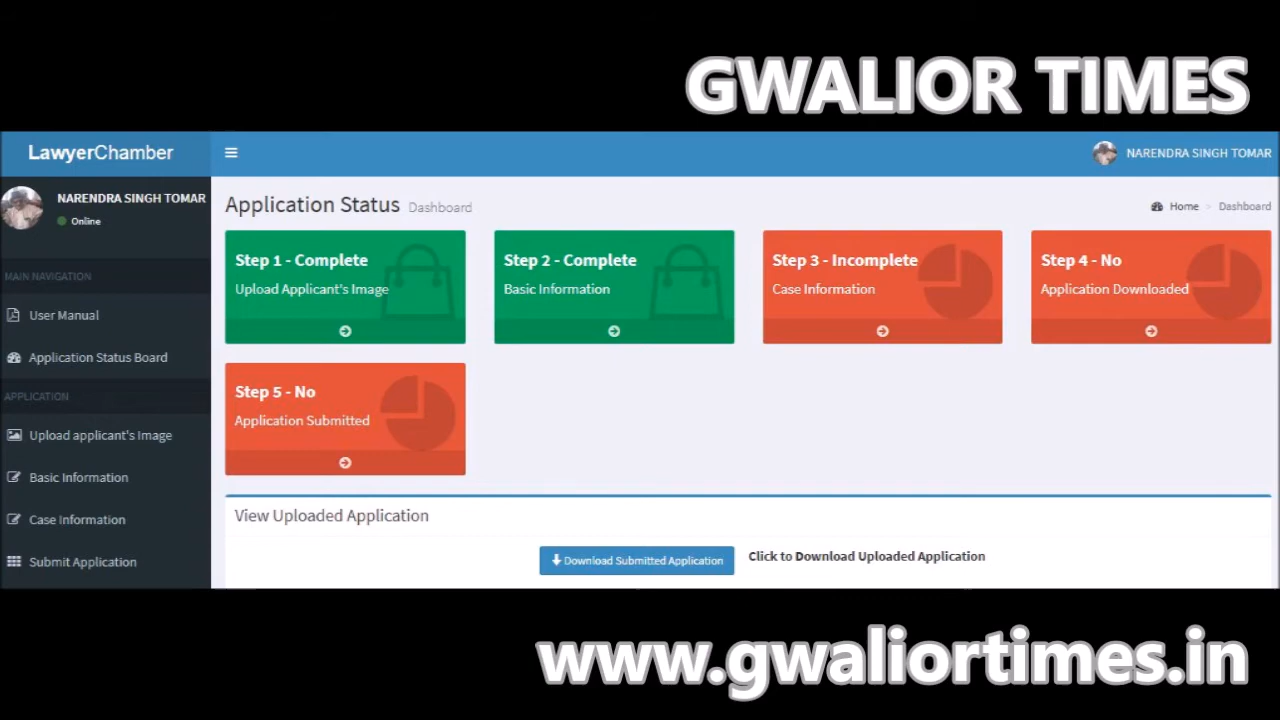 GWALIOR TIMES
LawyerChamber
NARENDRA SINGH TOMAR
NARENDRA SINGH TOMAR
Online
Application Status Dashboard
Home > Dashboard
MAIN NAVIGATION
User Manual
Application Status Board
APPLICATION
Upload applicant's Image
Basic Information
Case Information
Submit Application
Step 1 - Complete
Upload Applicant's Image
Step 2 - Complete
Basic Information
Step 3 - Incomplete
Case Information
Step 4 - No
Application Downloaded
Step 5 - No
Application Submitted
View Uploaded Application
Download Submitted Application
Click to Download Uploaded Application
www.gwaliortimes.in